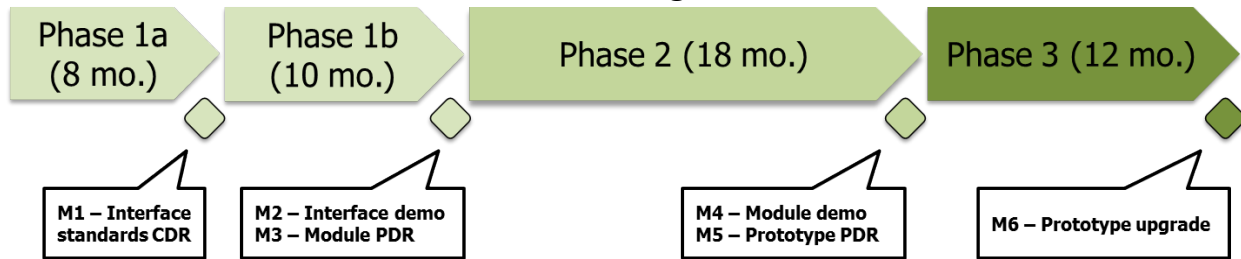 Phase 1a
(8 mo.)
Phase 1b
(10 mo.)
Phase 2 (18 mo.)
Phase 3 (12 mo.)
M1 – Interface
standards CDR
M2 – Interface demo
M3 – Module PDR
M4 – Module demo
M5 – Prototype PDR
M6 – Prototype upgrade